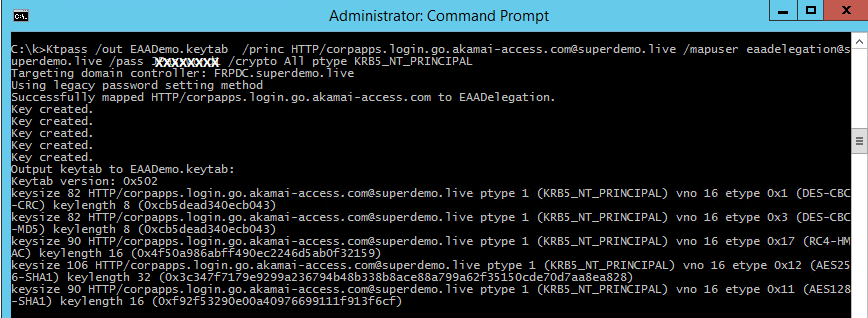 Administrator: Command Prompt
C:\k>Ktpass /out EAADemo.keytab  /princ HTTP/corpapps.login.go.akamai-access.com@superdemo.live /mapuser eaadelegation@s
uperdemo.live /pass XXXXXXXX /crypto All ptype KRB5_NT_PRINCIPAL
Targeting domain controller: FRPDC.superdemo.live
Using legacy password setting method
Successfully mapped HTTP/corpapps.login.go.akamai-access.com to EAADelegation.
Key created.
Key created.
Key created.
Key created.
Key created.
Output keytab to EAADemo.keytab:
Keytab version: 0x502
keysize 82 HTTP/corpapps.login.go.akamai-access.com@superdemo.live ptype 1 (KRB5_NT_PRINCIPAL) vno 16 etype 0x1 (DES-CBC
-CRC) keylength 8 (0xcb5dead340ecb043)
keysize 82 HTTP/corpapps.login.go.akamai-access.com@superdemo.live ptype 1 (KRB5_NT_PRINCIPAL) vno 16 etype 0x3 (DES-CBC
-MD5) keylength 8 (0xcb5dead340ecb043)
keysize 90 HTTP/corpapps.login.go.akamai-access.com@superdemo.live ptype 1 (KRB5_NT_PRINCIPAL) vno 16 etype 0x17 (RC4-HM
AC) keylength 16 (0x4f50a986abff490ec2246d5ab0f32159)
keysize 106 HTTP/corpapps.login.go.akamai-access.com@superdemo.live ptype 1 (KRB5_NT_PRINCIPAL) vno 16 etype 0x12 (AES25
6-SHA1) keylength 32 (0x3c347f7179e9299a236794b48b338b8ace88a799a62f35150cde70d7aa8ea828)
keysize 90 HTTP/corpapps.login.go.akamai-access.com@superdemo.live ptype 1 (KRB5_NT_PRINCIPAL) vno 16 etype 0x11 (AES128
-SHA1) keylength 16 (0xf92f53290e00a40976699111f913f6cf)